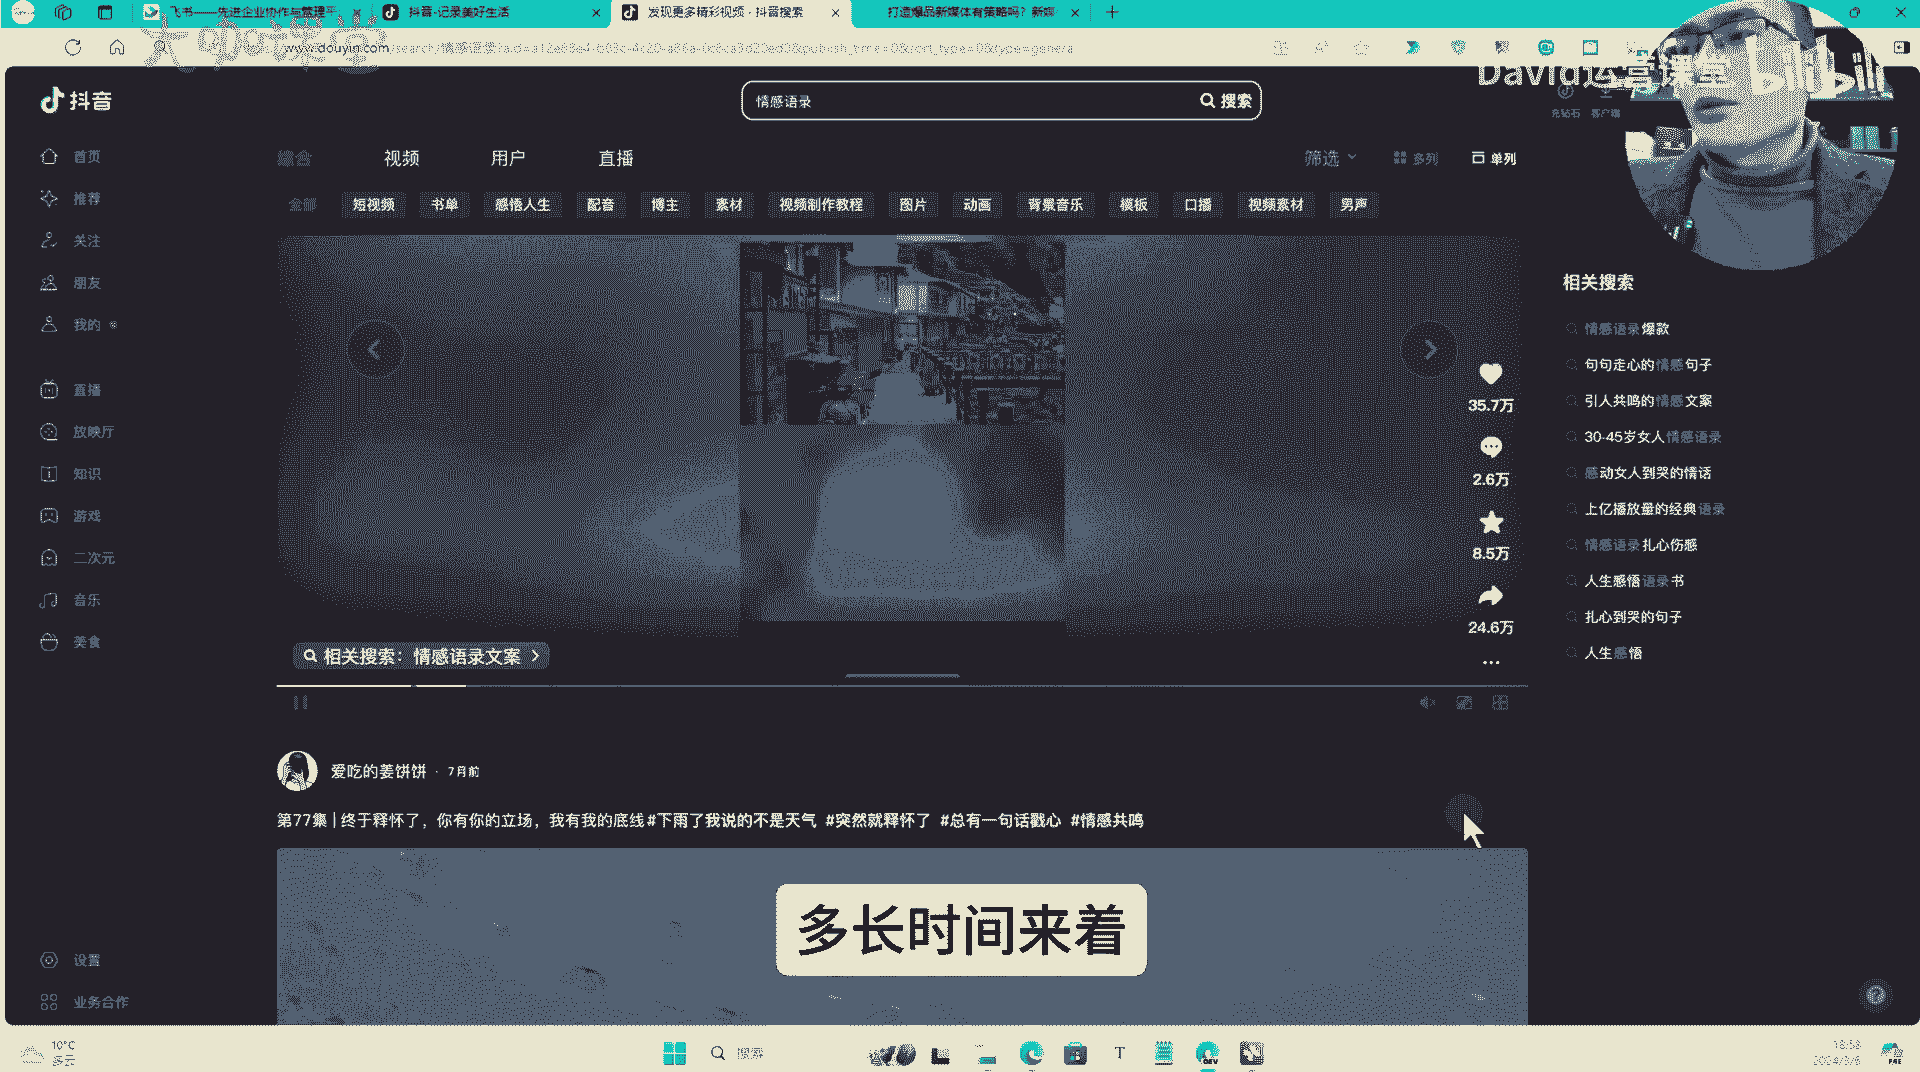 飞书——先进企业协作与管理平
抖音-记录美好生活
发现更多精彩视频 - 抖音搜索
打造爆品新媒体有策略吗？新媒
大咖课堂
www.douyin.com/search/情感语录
David运营课堂 bilibili
抖音
情感语录
搜索
充钻石 客户端
首页
推荐
关注
朋友
我的
直播
放映厅
知识
游戏
二次元
音乐
美食
设置
业务合作
综合 视频 用户 直播
筛选 多列 单列
全部 短视频 书单 感悟人生 配音 博主 素材 视频制作教程 图片 动画 背景音乐 模板 口播 视频素材 男声
35.7万
2.6万
8.5万
24.6万
相关搜索：情感语录文案
爱吃的姜饼饼 · 7月前
第77集 | 终于释怀了，你有你的立场，我有我的底线#下雨了我说的不是天气 #突然就释怀了 #总有一句话戳心 #情感共鸣
相关搜索
情感语录爆款
句句走心的情感句子
引人共鸣的情感文案
30-45岁女人情感语录
感动女人到哭的情话
上亿播放量的经典语录
情感语录扎心伤感
人生感悟语录书
扎心到哭的句子
人生感悟
多长时间来着
10°C
多云
搜索
18:58
2024/3/6